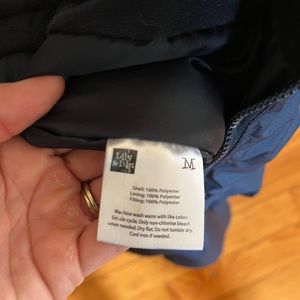 Lilly
& Dan
M
Shell: 100% Polyester
Lining: 100% Polyester
Filling: 100% Polyester
Machine wash warm with like colors.
Gentle cycle. Only non-chlorine bleach
when needed. Dry flat. Do not tumble dry.
Cool iron if needed.